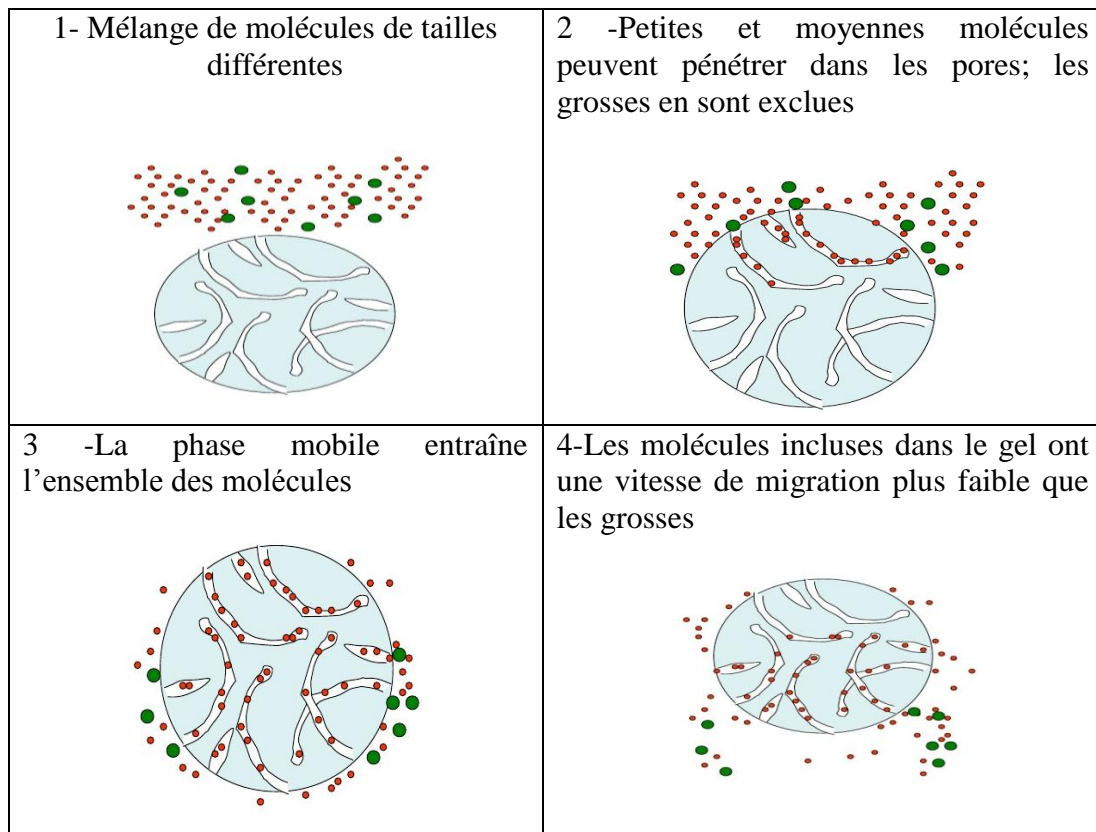 1- Mélange de molécules de tailles
différentes
2 -Petites et moyennes molécules
peuvent pénétrer dans les pores; les
grosses en sont exclues
3 -La phase mobile entraîne
l’ensemble des molécules
4-Les molécules incluses dans le gel ont
une vitesse de migration plus faible que
les grosses